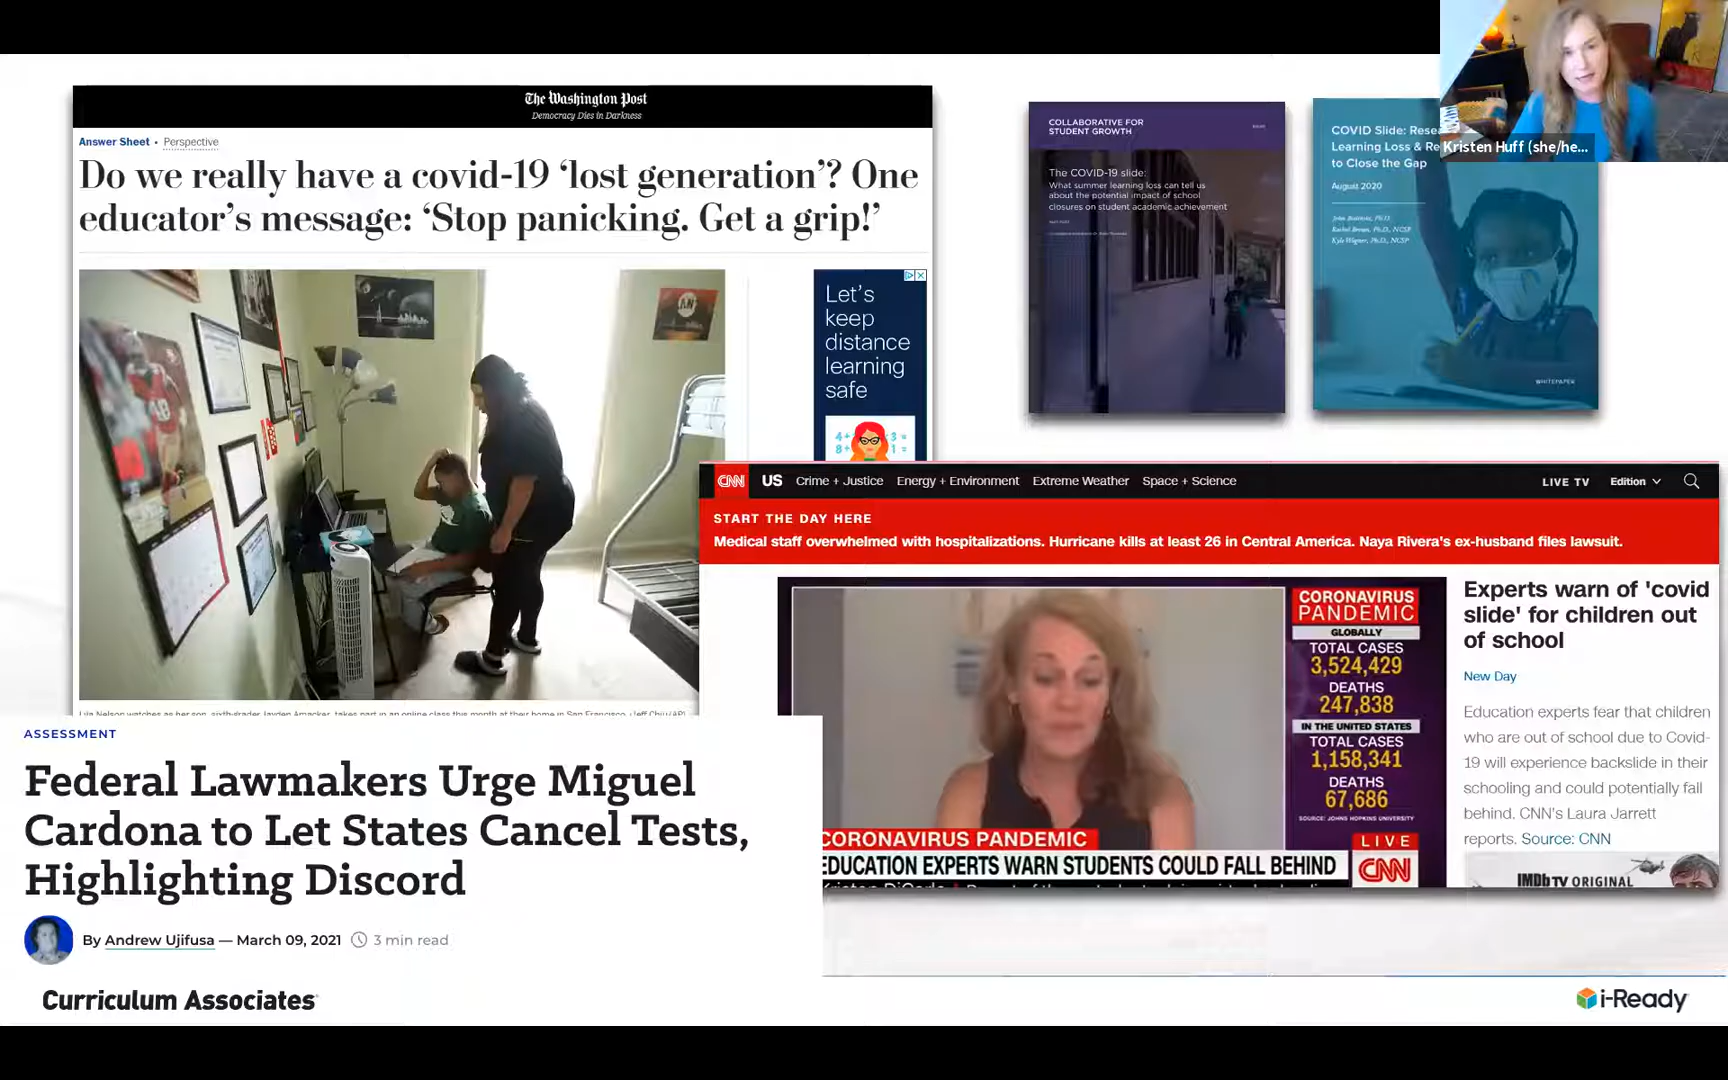 The Washington Post
Democracy Dies in Darkness
Answer Sheet • Perspective
Do we really have a covid-19 ‘lost generation’? One
educator’s message: ‘Stop panicking. Get a grip!’
Let’s
keep
distance
learning
safe
COLLABORATIVE FOR
STUDENT GROWTH
The COVID-19 slide:
What summer learning loss can tell us
about the potential impact of school
closures on student academic achievement
COVID Slide: Resea
Learning Loss & Re
to Close the Gap
August 2020
Rachel Brown, Ph.D., NCSP
Kyle Wagner, Ph.D., NCSP
WHITEPAPER
Kristen Huff (she/he...
CNN US Crime + Justice Energy + Environment Extreme Weather Space + Science LIVE TV Edition
START THE DAY HERE
Medical staff overwhelmed with hospitalizations. Hurricane kills at least 26 in Central America. Naya Rivera's ex-husband files lawsuit.
CORONAVIRUS
PANDEMIC
GLOBALLY
TOTAL CASES
3,524,429
DEATHS
247,838
IN THE UNITED STATES
TOTAL CASES
1,158,341
DEATHS
67,686
SOURCE: JOHNS HOPKINS UNIVERSITY
CORONAVIRUS PANDEMIC
EDUCATION EXPERTS WARN STUDENTS COULD FALL BEHIND
LIVE
CNN
Experts warn of 'covid
slide' for children out
of school
New Day
Education experts fear that children
who are out of school due to Covid-
19 will experience backslide in their
schooling and could potentially fall
behind. CNN's Laura Jarrett
reports. Source: CNN
IMDb TV ORIGINAL
ASSESSMENT
Federal Lawmakers Urge Miguel
Cardona to Let States Cancel Tests,
Highlighting Discord
By Andrew Ujifusa — March 09, 2021 3 min read
Curriculum Associates
i-Ready